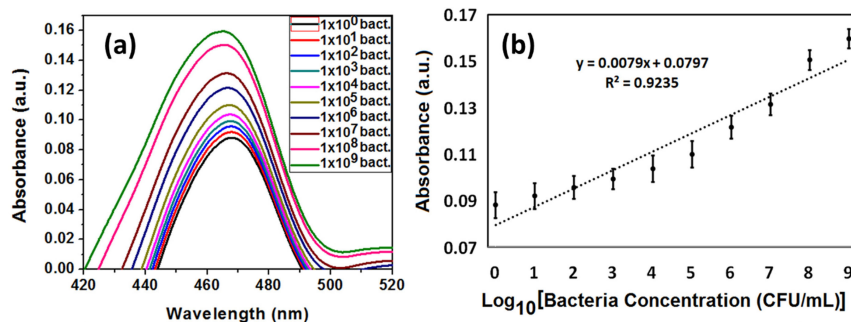 (a)
Absorbance (a.u.)
0.16
0.14
0.12
0.10
0.08
0.06
0.04
0.02
0.00
420 440 460 480 500 520
Wavelength (nm)
1x10⁰ bact.
1x10¹ bact.
1x10² bact.
1x10³ bact.
1x10⁴ bact.
1x10⁵ bact.
1x10⁶ bact.
1x10⁷ bact.
1x10⁸ bact.
1x10⁹ bact.
(b)
Absorbance (a.u.)
0.17
0.15
0.13
0.11
0.09
0.07
y = 0.0079x + 0.0797
R² = 0.9235
0 1 2 3 4 5 6 7 8 9
Log₁₀[Bacteria Concentration (CFU/mL)]